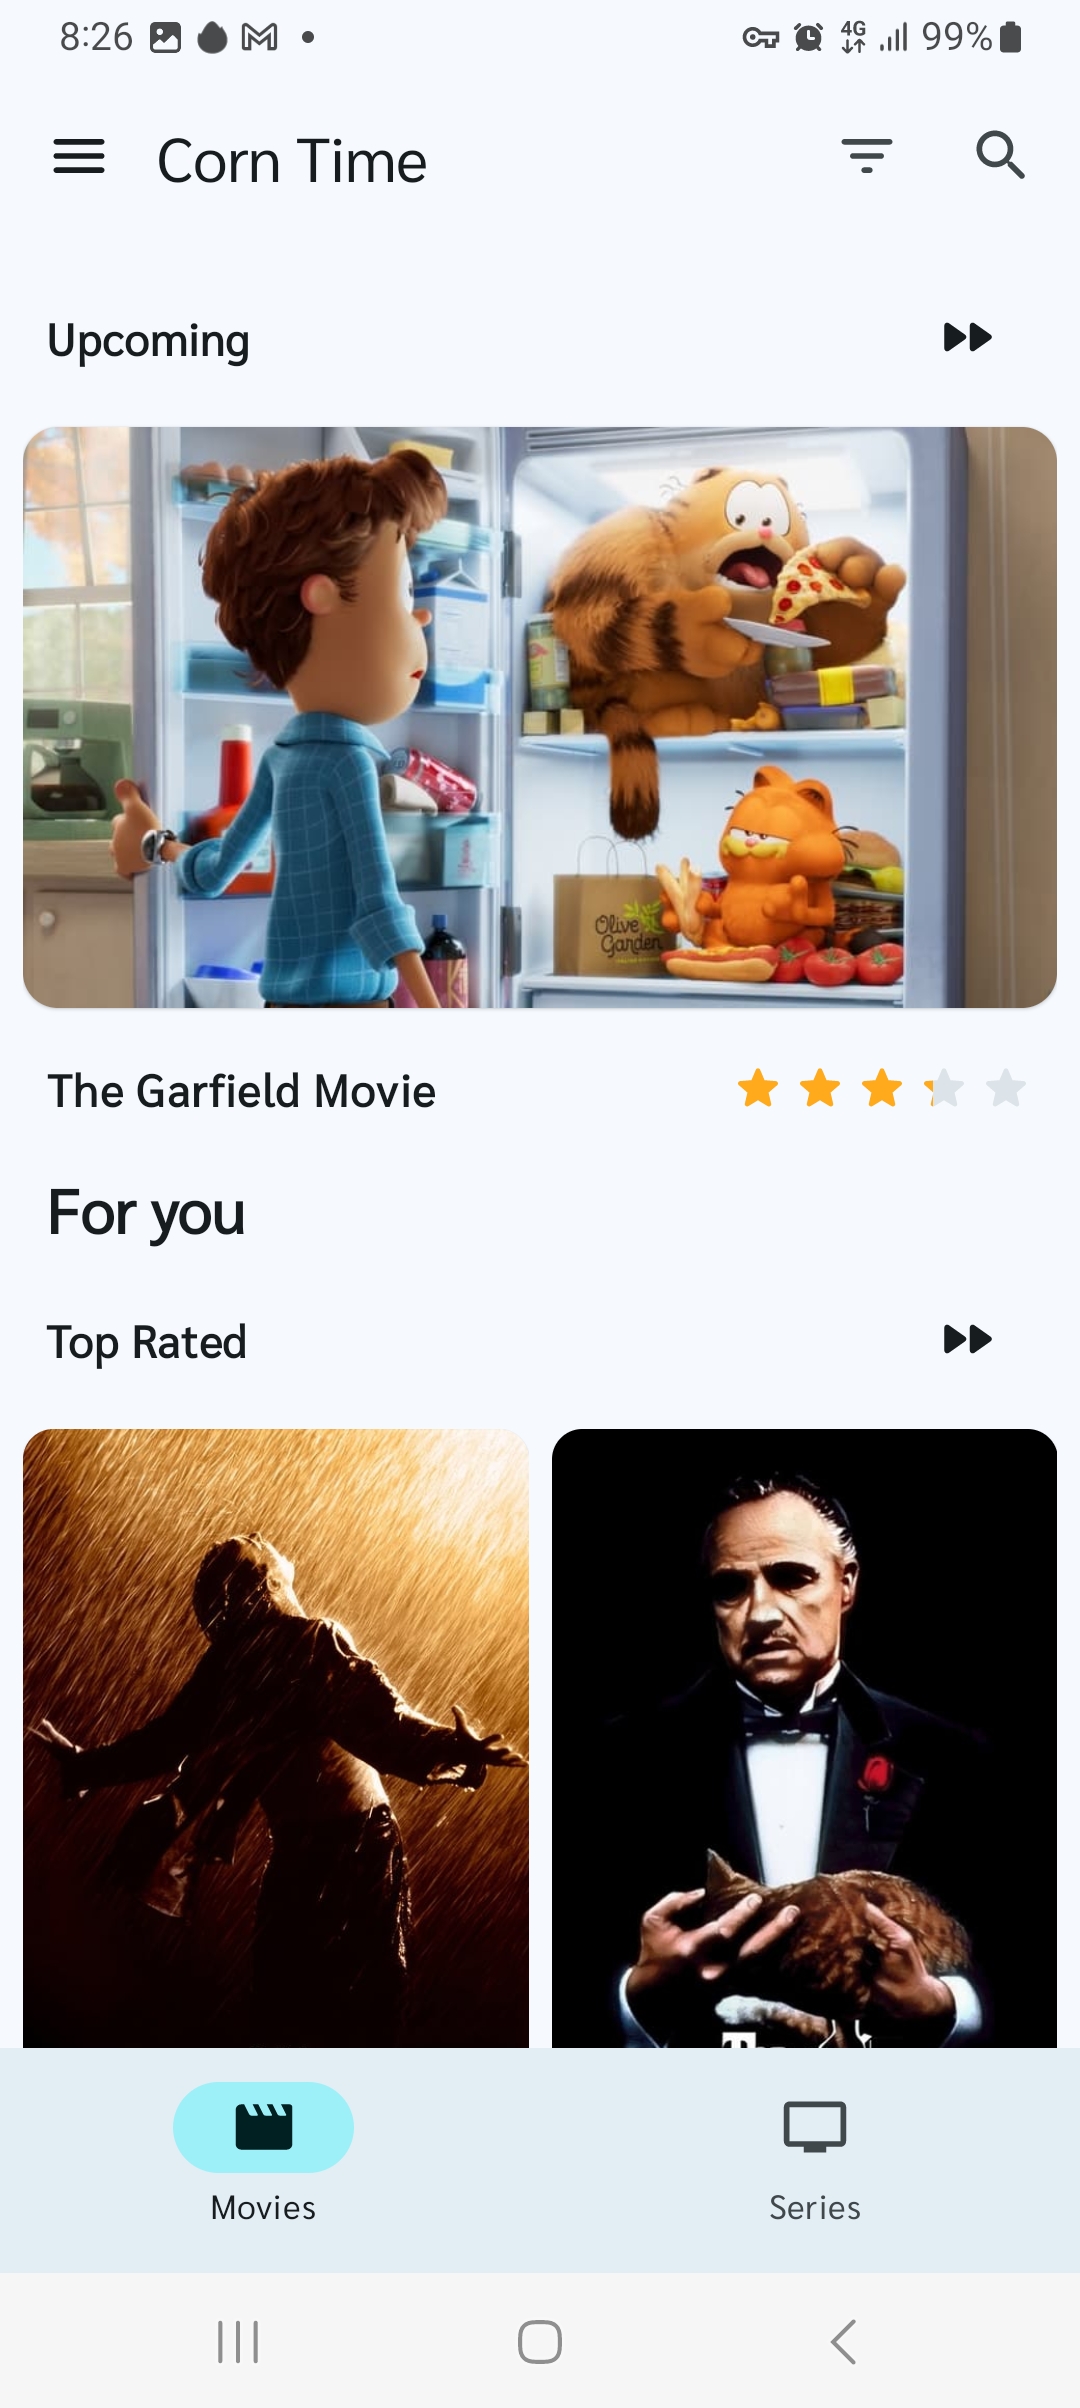 8:26
4G
99%
Corn Time
Upcoming
Olive
Garden
The Garfield Movie
For you
Top Rated
Movies
Series